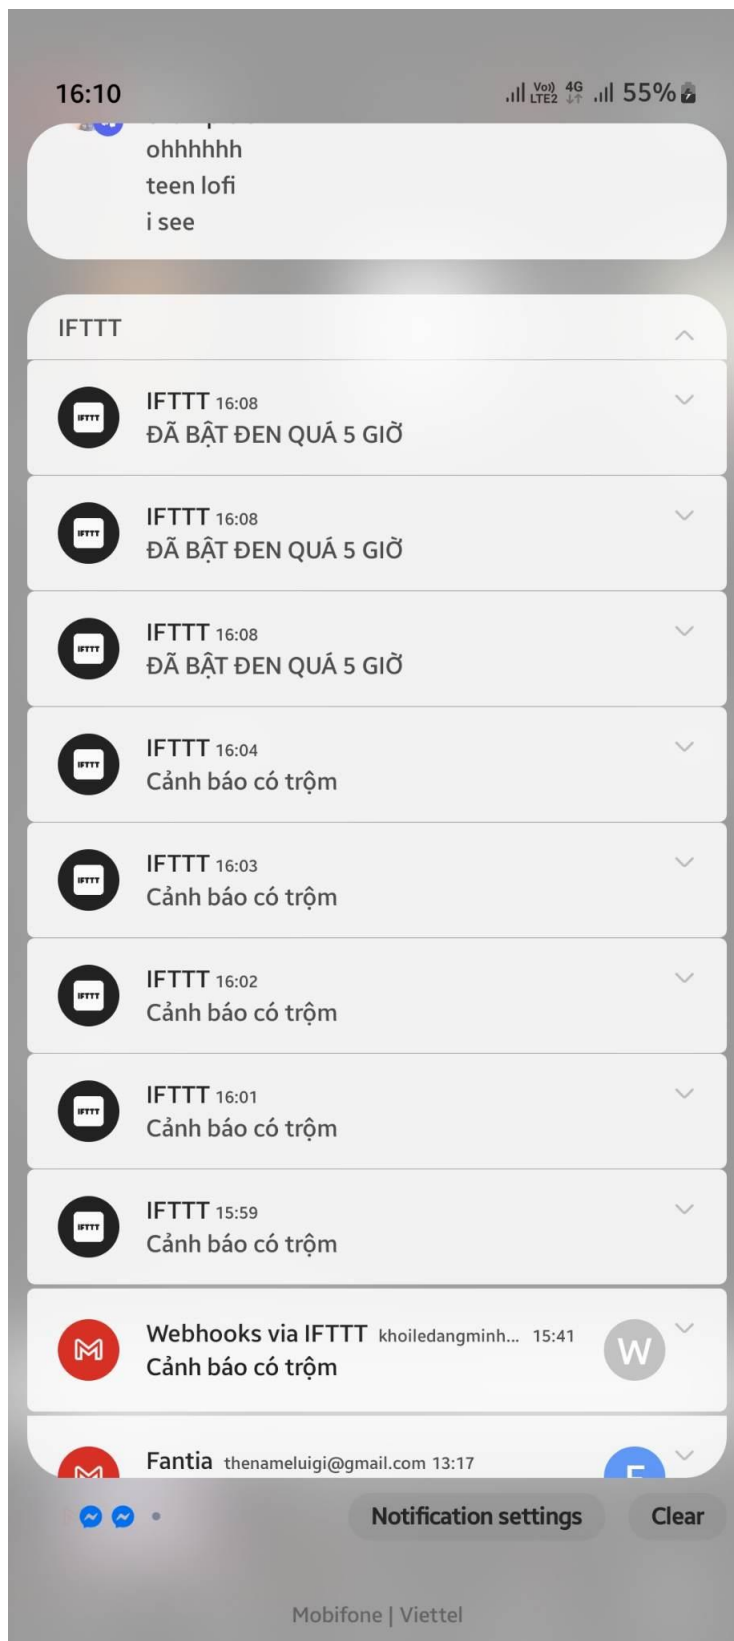 16:10
Vo)) LTE2 4G 55%
ohhhhhh
teen lofi
i see
IFTTT
IFTTT 16:08
ĐÃ BẬT ĐEN QUÁ 5 GIỜ
IFTTT 16:08
ĐÃ BẬT ĐEN QUÁ 5 GIỜ
IFTTT 16:08
ĐÃ BẬT ĐEN QUÁ 5 GIỜ
IFTTT 16:04
Cảnh báo có trộm
IFTTT 16:03
Cảnh báo có trộm
IFTTT 16:02
Cảnh báo có trộm
IFTTT 16:01
Cảnh báo có trộm
IFTTT 15:59
Cảnh báo có trộm
Webhooks via IFTTT khoiledangminh... 15:41
Cảnh báo có trộm
W
Fantia thenameluigi@gmail.com 13:17
F
Notification settings Clear
Mobifone | Viettel